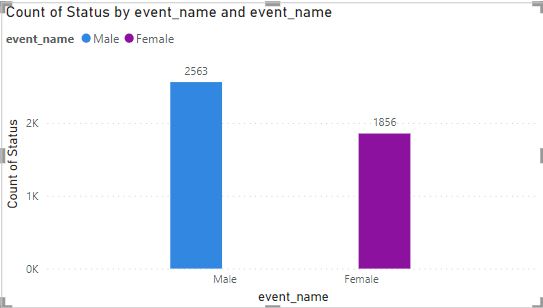 Count of Status by event_name and event_name
event_name Male Female
2563
1856
2K
1K
0K
Count of Status
Male Female
event_name